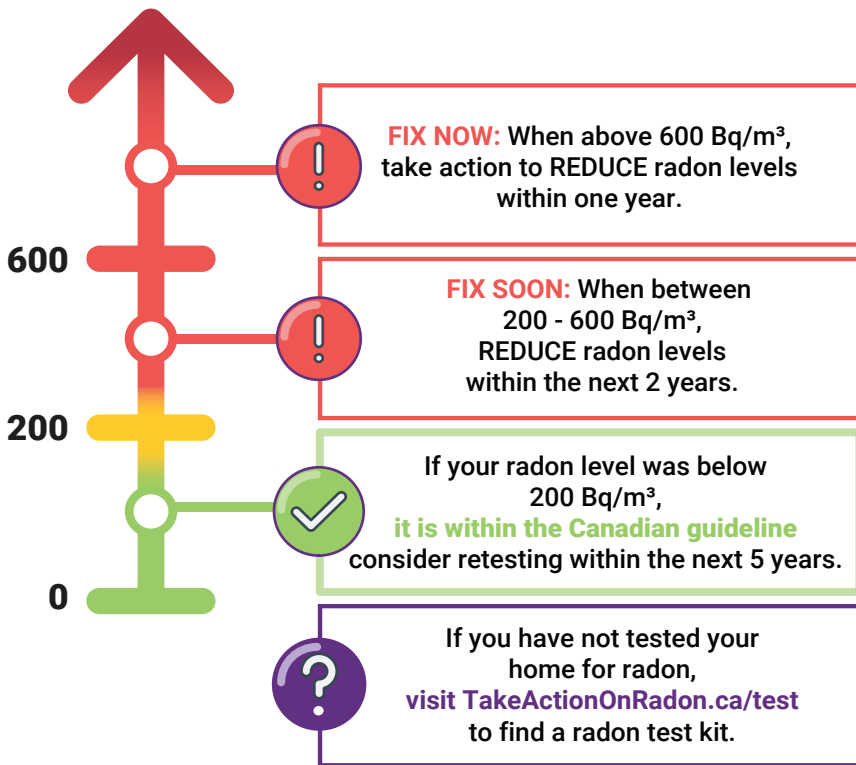 FIX NOW: When above 600 Bq/m³,
take action to REDUCE radon levels
within one year.
600
FIX SOON: When between
200 - 600 Bq/m³,
REDUCE radon levels
within the next 2 years.
200
If your radon level was below
200 Bq/m³,
it is within the Canadian guideline
consider retesting within the next 5 years.
0
If you have not tested your
home for radon,
visit TakeActionOnRadon.ca/test
to find a radon test kit.